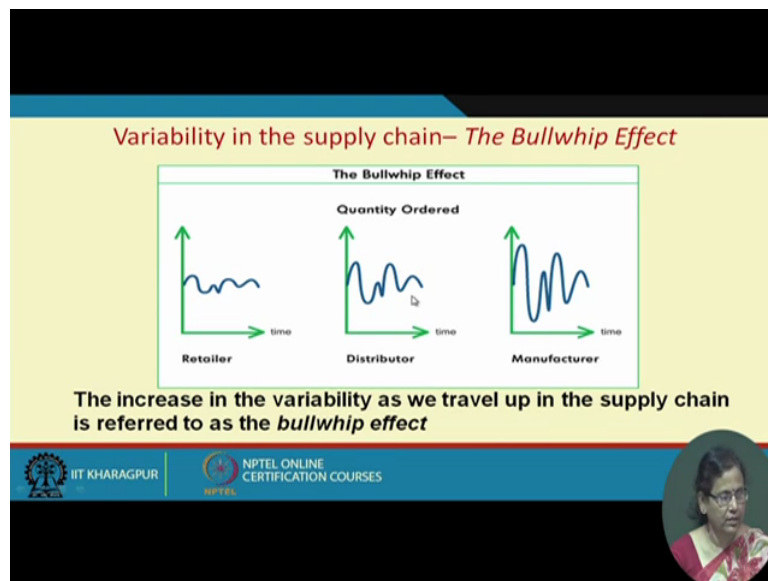 Variability in the supply chain– The Bullwhip Effect
The Bullwhip Effect
Quantity Ordered
time
time
time
Retailer
Distributor
Manufacturer
The increase in the variability as we travel up in the supply chain
is referred to as the bullwhip effect
IIT KHARAGPUR
NPTEL
NPTEL ONLINE
CERTIFICATION COURSES